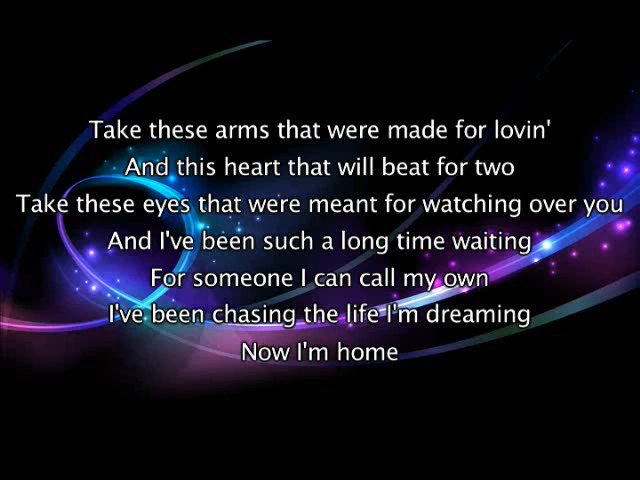 Take these arms that were made for lovin'
And this heart that will beat for two
Take these eyes that were meant for watching over you
And I've been such a long time waiting
For someone I can call my own
I've been chasing the life I'm dreaming
Now I'm home